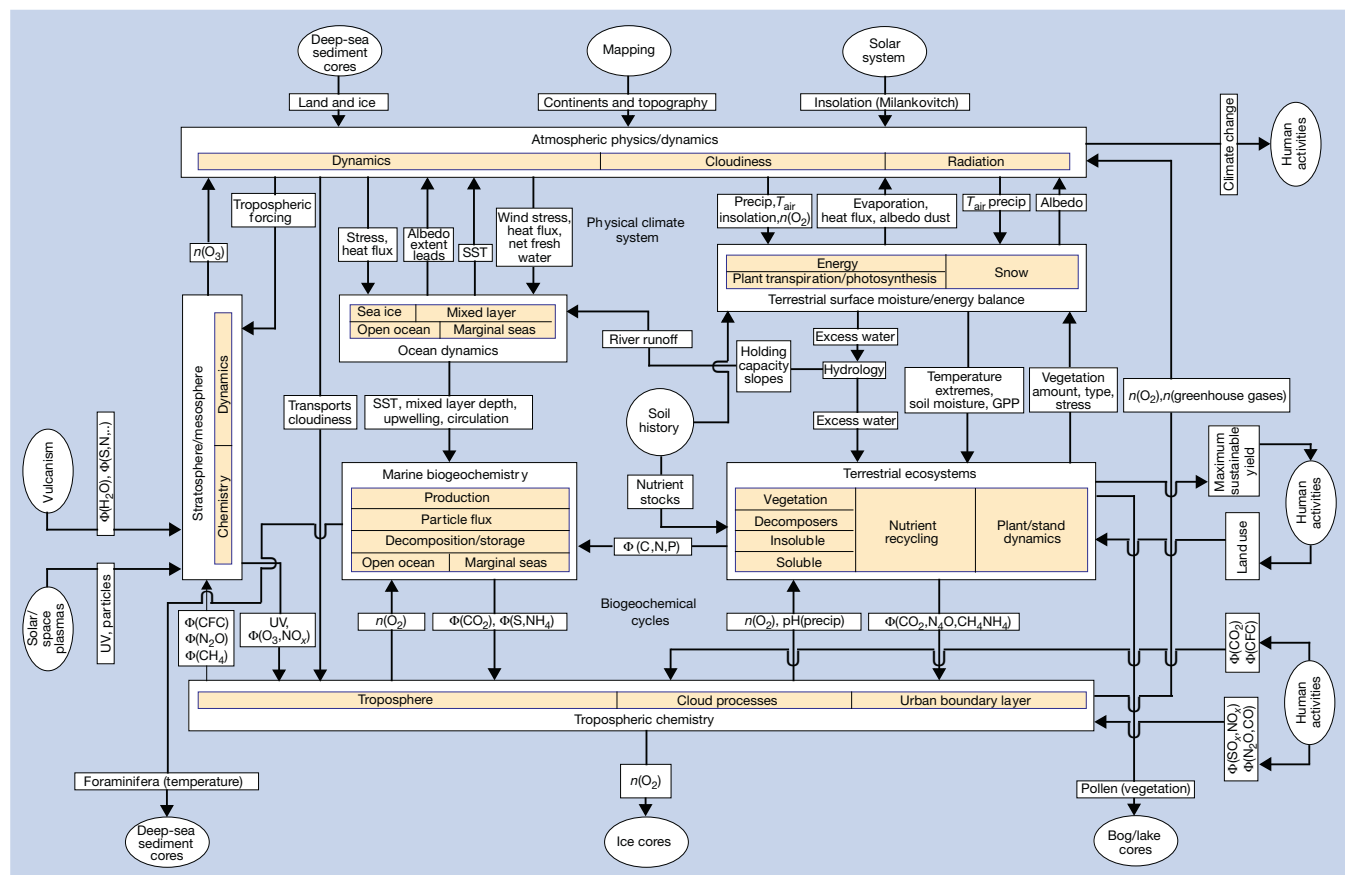 Deep-sea
sediment
cores
Mapping
Solar
system
Land and ice
Continents and topography
Insolation (Milankovitch)
Climate change
Human
activities
Atmospheric physics/dynamics
Dynamics
Cloudiness
Radiation
Tropospheric
forcing
n(O₃)
Stress,
heat flux
Albedo
extent
leads
SST
Wind stress,
heat flux,
net fresh
water
Physical climate
system
Precip,Tair
insolation,n(O₂)
Evaporation,
heat flux, albedo dust
Tair precip
Albedo
Energy
Plant transpiration/photosynthesis
Snow
Terrestrial surface moisture/energy balance
Sea ice
Mixed layer
Open ocean
Marginal seas
Ocean dynamics
River runoff
Holding
capacity
slopes
Excess water
Hydrology
Excess water
Temperature
extremes,
soil moisture, GPP
Vegetation
amount, type,
stress
n(O₂),n(greenhouse gases)
Stratosphere/mesosphere
Dynamics
Chemistry
Transports
cloudiness
SST, mixed layer depth,
upwelling, circulation
Soil
history
Nutrient
stocks
Vulcanism
Φ(H₂O), Φ(S,N,..)
Solar/
space
plasmas
UV, particles
Marine biogeochemistry
Production
Particle flux
Decomposition/storage
Open ocean
Marginal seas
Φ (C,N,P)
Terrestrial ecosystems
Vegetation
Decomposers
Insoluble
Soluble
Nutrient
recycling
Plant/stand
dynamics
Maximum
sustainable
yield
Human
activities
Land use
Biogeochemical
cycles
Φ(CFC)
Φ(N₂O)
Φ(CH₄)
UV,
Φ(O₃,NOₓ)
n(O₂)
Φ(CO₂), Φ(S,NH₄)
n(O₂), pH(precip)
Φ(CO₂,N₄O,CH₄NH₄)
Φ(CO₂)
Φ(CFC)
Human
activities
Φ(SOₓ,NOₓ)
Φ(N₂O,CO)
Troposphere
Cloud processes
Urban boundary layer
Tropospheric chemistry
Foraminifera (temperature)
n(O₂)
Pollen (vegetation)
Deep-sea
sediment
cores
Ice cores
Bog/lake
cores